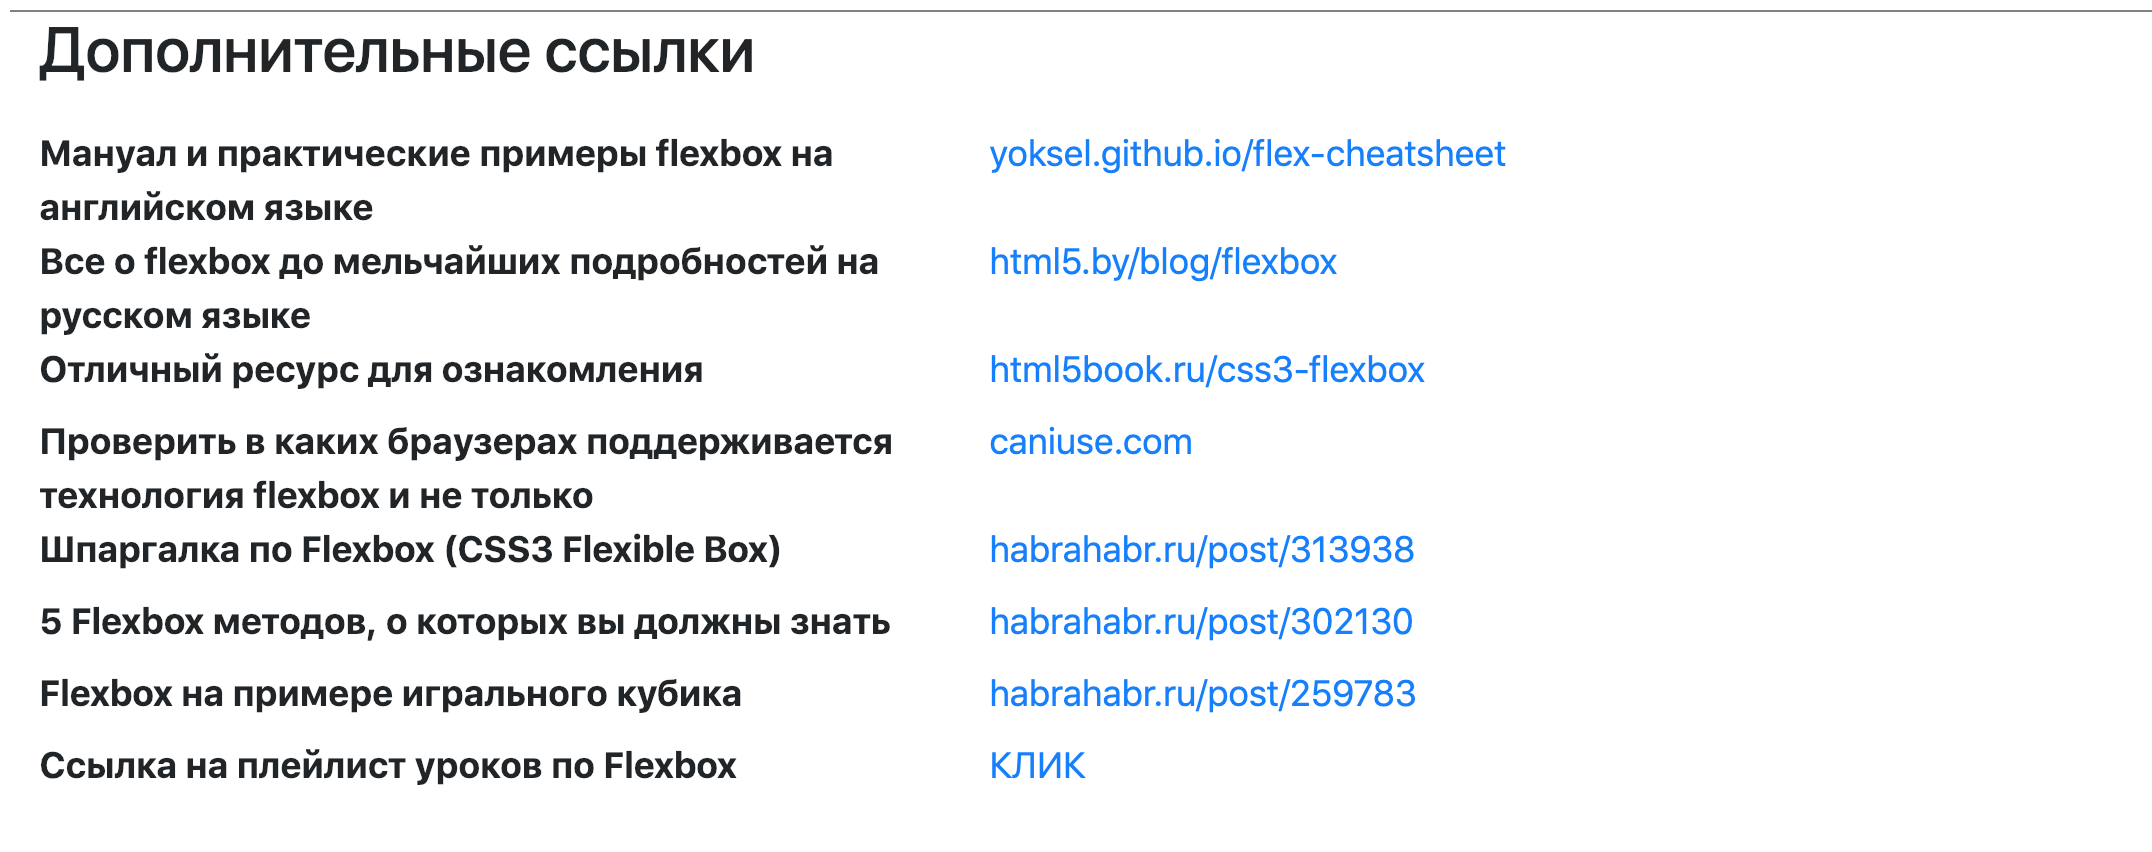 Дополнительные ссылки
Мануал и практические примеры flexbox на
английском языке
yoksel.github.io/flex-cheatsheet
Все о flexbox до мельчайших подробностей на
русском языке
html5.by/blog/flexbox
Отличный ресурс для ознакомления
html5book.ru/css3-flexbox
Проверить в каких браузерах поддерживается
технология flexbox и не только
caniuse.com
Шпаргалка по Flexbox (CSS3 Flexible Box)
habrahabr.ru/post/313938
5 Flexbox методов, о которых вы должны знать
habrahabr.ru/post/302130
Flexbox на примере игрального кубика
habrahabr.ru/post/259783
Ссылка на плейлист уроков по Flexbox
КЛИК